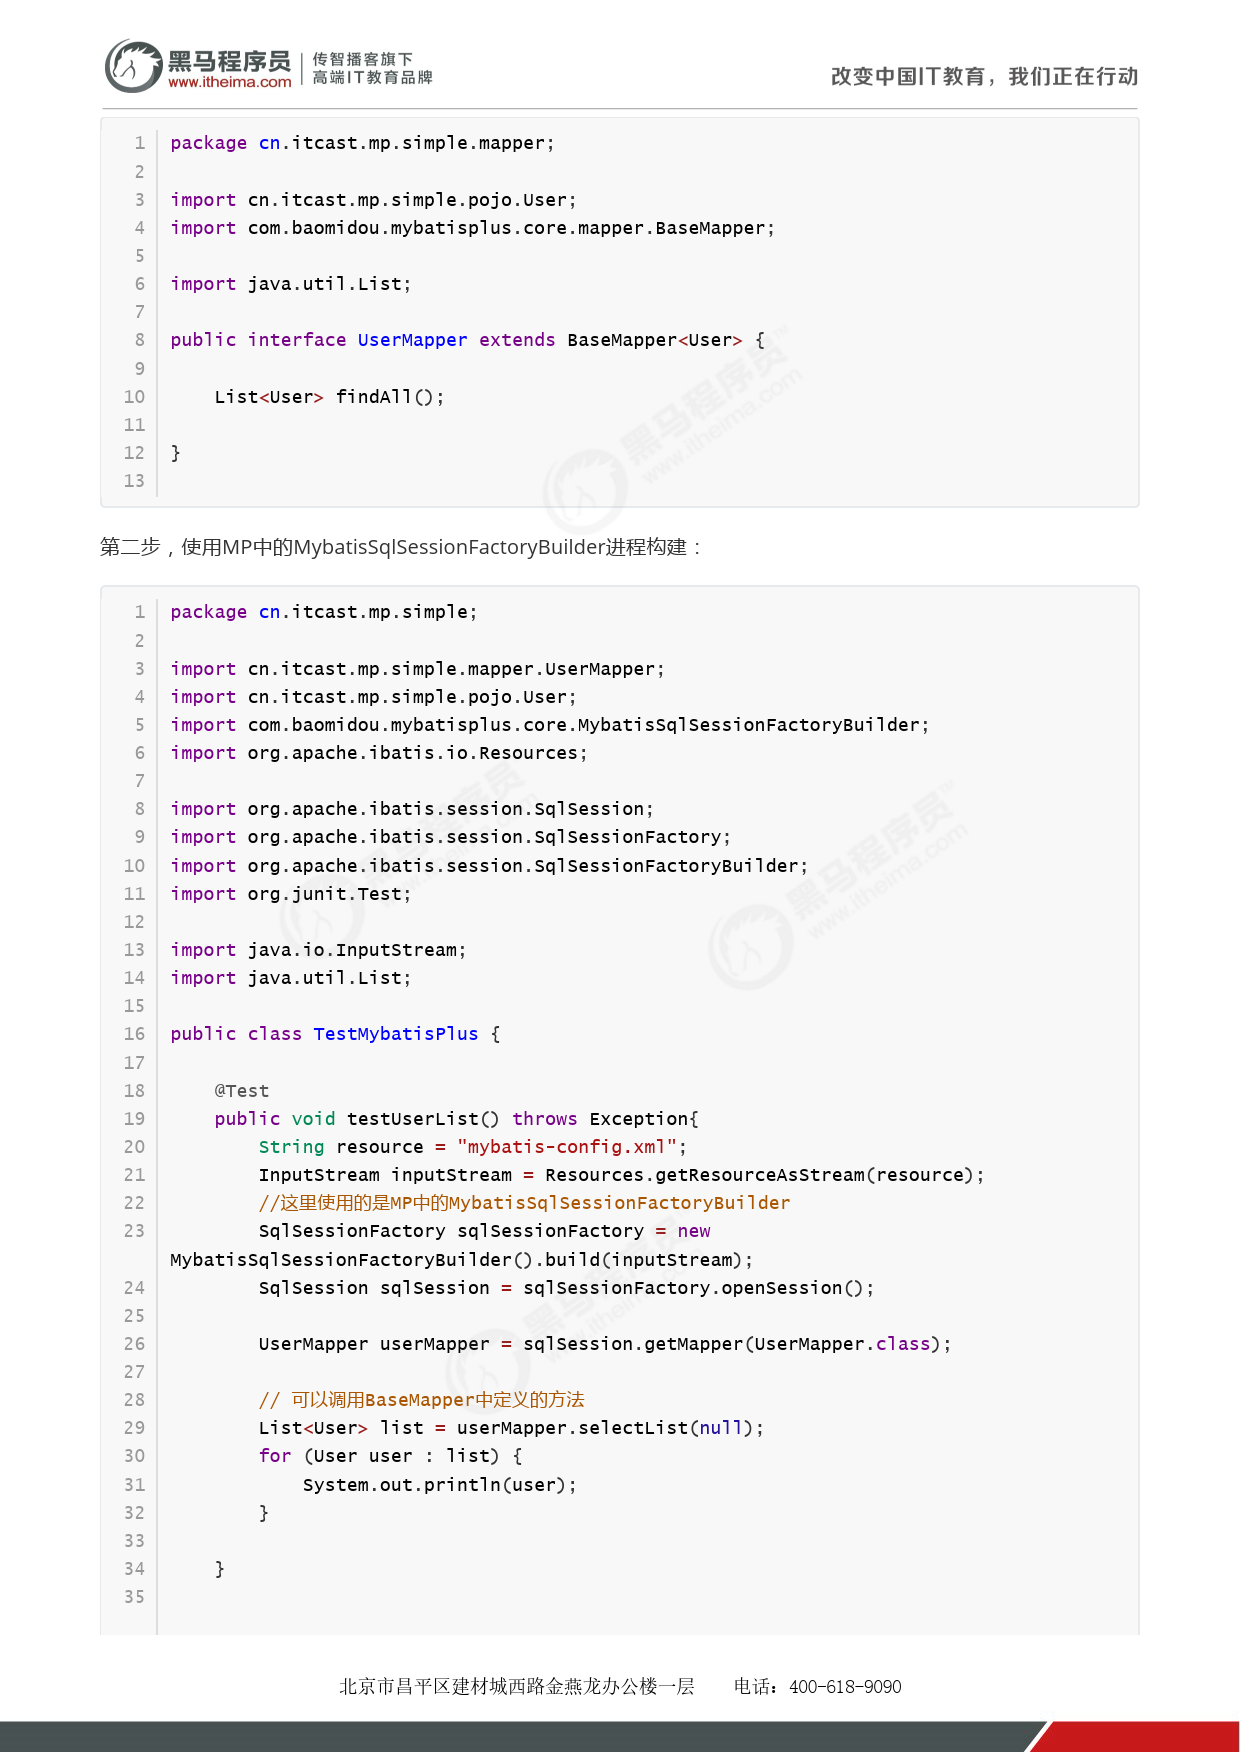 黑马程序员
www.itheima.com
传智播客旗下
高端IT教育品牌
改变中国IT教育，我们正在行动
1 package cn.itcast.mp.simple.mapper;
2
3 import cn.itcast.mp.simple.pojo.User;
4 import com.baomidou.mybatisplus.core.mapper.BaseMapper;
5
6 import java.util.List;
7
8 public interface UserMapper extends BaseMapper<User> {
9
10     List<User> findAll();
11
12 }
13
第二步，使用MP中的MybatisSqlSessionFactoryBuilder进程构建：
1 package cn.itcast.mp.simple;
2
3 import cn.itcast.mp.simple.mapper.UserMapper;
4 import cn.itcast.mp.simple.pojo.User;
5 import com.baomidou.mybatisplus.core.MybatisSqlSessionFactoryBuilder;
6 import org.apache.ibatis.io.Resources;
7
8 import org.apache.ibatis.session.SqlSession;
9 import org.apache.ibatis.session.SqlSessionFactory;
10 import org.apache.ibatis.session.SqlSessionFactoryBuilder;
11 import org.junit.Test;
12
13 import java.io.InputStream;
14 import java.util.List;
15
16 public class TestMybatisPlus {
17
18     @Test
19     public void testUserList() throws Exception{
20         String resource = "mybatis-config.xml";
21         InputStream inputStream = Resources.getResourceAsStream(resource);
22         //这里使用的是MP中的MybatisSqlSessionFactoryBuilder
23         SqlSessionFactory sqlSessionFactory = new
MybatisSqlSessionFactoryBuilder().build(inputStream);
24         SqlSession sqlSession = sqlSessionFactory.openSession();
25
26         UserMapper userMapper = sqlSession.getMapper(UserMapper.class);
27
28         // 可以调用BaseMapper中定义的方法
29         List<User> list = userMapper.selectList(null);
30         for (User user : list) {
31             System.out.println(user);
32         }
33
34     }
35
北京市昌平区建材城西路金燕龙办公楼一层 电话：400-618-9090